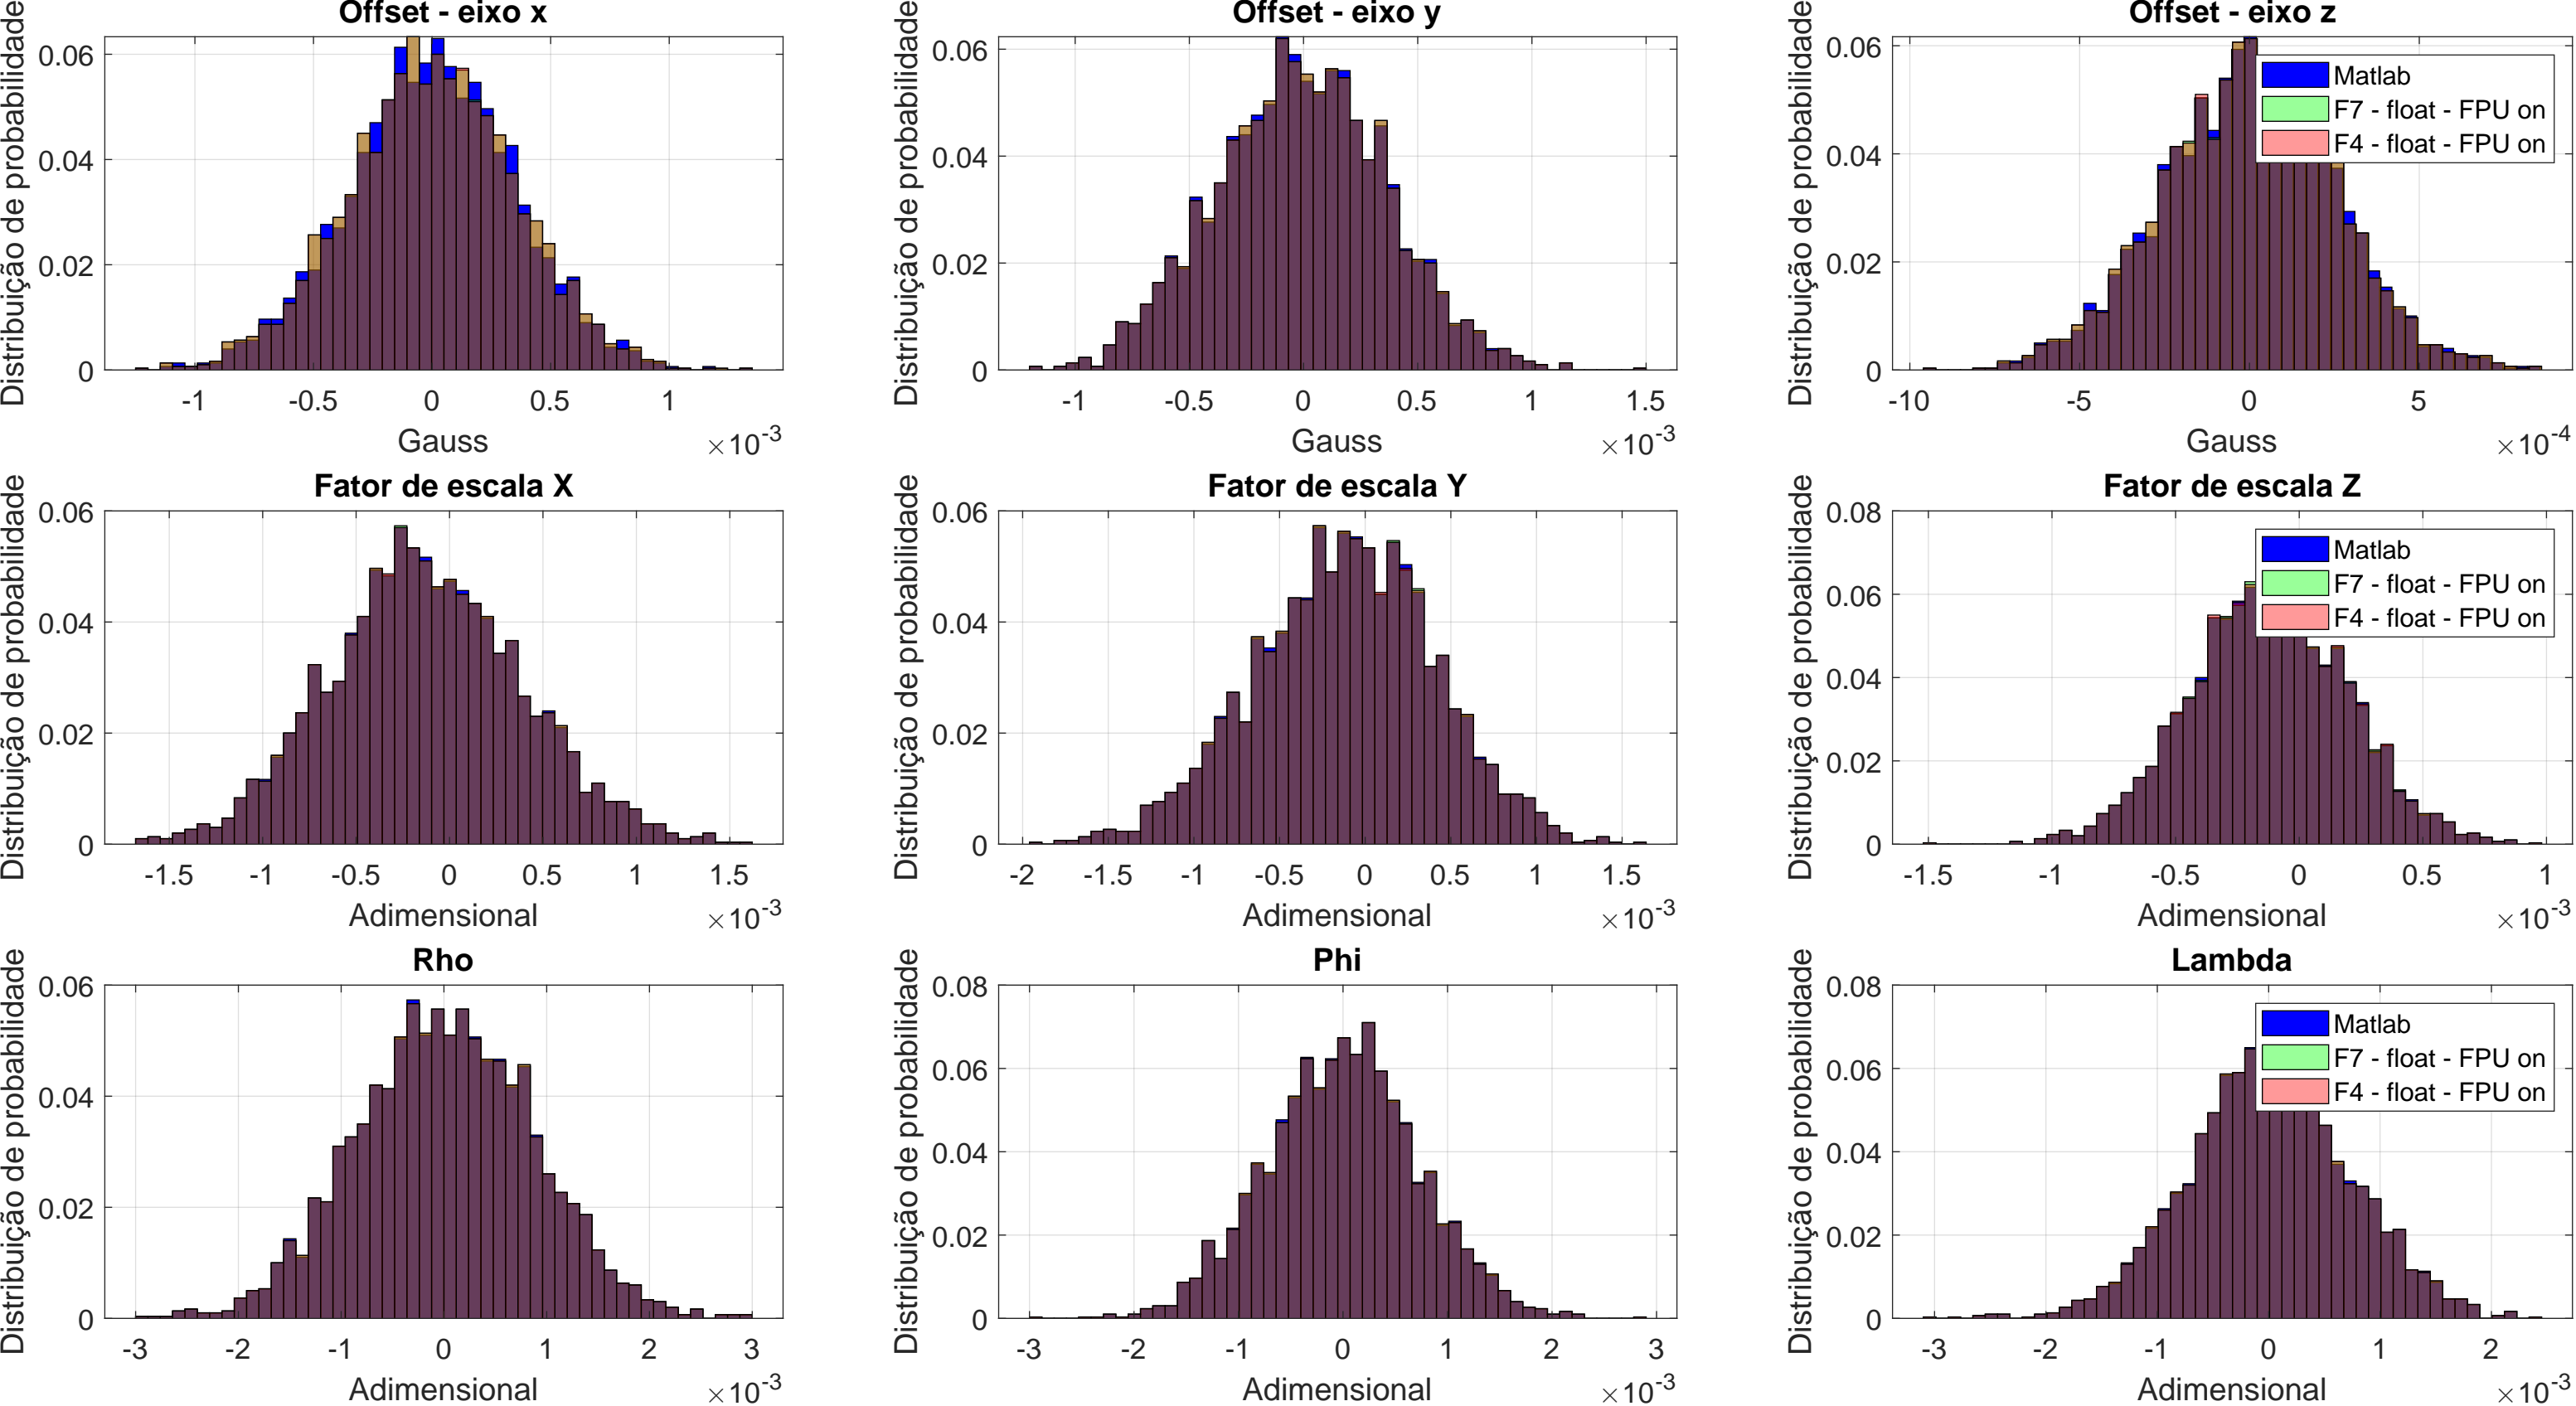 Offset - eixo x
Distribuição de probabilidade
0.06
0.04
0.02
0
-1 -0.5 0 0.5 1
Gauss
×10-3
Offset - eixo y
Distribuição de probabilidade
0.06
0.04
0.02
0
-1 -0.5 0 0.5 1 1.5
Gauss
×10-3
Offset - eixo z
Distribuição de probabilidade
0.06
0.04
0.02
0
Matlab
F7 - float - FPU on
F4 - float - FPU on
-10 -5 0 5
Gauss
×10-4
Fator de escala X
Distribuição de probabilidade
0.06
0.04
0.02
0
-1.5 -1 -0.5 0 0.5 1 1.5
Adimensional
×10-3
Fator de escala Y
Distribuição de probabilidade
0.06
0.04
0.02
0
-2 -1.5 -1 -0.5 0 0.5 1 1.5
Adimensional
×10-3
Fator de escala Z
Distribuição de probabilidade
0.08
0.06
0.04
0.02
0
Matlab
F7 - float - FPU on
F4 - float - FPU on
-1.5 -1 -0.5 0 0.5 1
Adimensional
×10-3
Rho
Distribuição de probabilidade
0.06
0.04
0.02
0
-3 -2 -1 0 1 2 3
Adimensional
×10-3
Phi
Distribuição de probabilidade
0.08
0.06
0.04
0.02
0
-3 -2 -1 0 1 2 3
Adimensional
×10-3
Lambda
Distribuição de probabilidade
0.08
0.06
0.04
0.02
0
Matlab
F7 - float - FPU on
F4 - float - FPU on
-3 -2 -1 0 1 2
Adimensional
×10-3